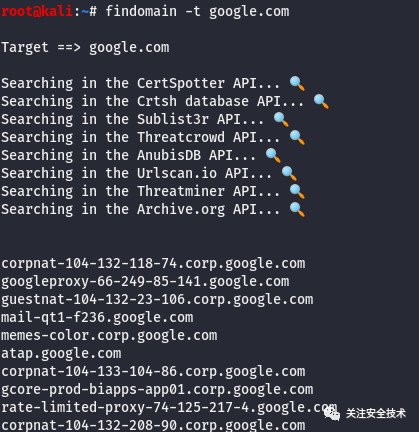 root@kali:~# findomain -t google.com
Target ==> google.com
Searching in the CertSpotter API... 🔍
Searching in the Crtsh database API... 🔍
Searching in the Sublist3r API... 🔍
Searching in the Threatcrowd API... 🔍
Searching in the AnubisDB API... 🔍
Searching in the Urlscan.io API... 🔍
Searching in the Threatminer API... 🔍
Searching in the Archive.org API... 🔍
corpnat-104-132-118-74.corp.google.com
googleproxy-66-249-85-141.google.com
guestnat-104-132-23-106.corp.google.com
mail-qt1-f236.google.com
memes-color.corp.google.com
atap.google.com
corpnat-104-133-104-86.corp.google.com
gcore-prod-biapps-app01.corp.google.com
rate-limited-proxy-74-125-217-4.google.com
关注安全技术
corpnat-104-132-208-90.corp.google.com